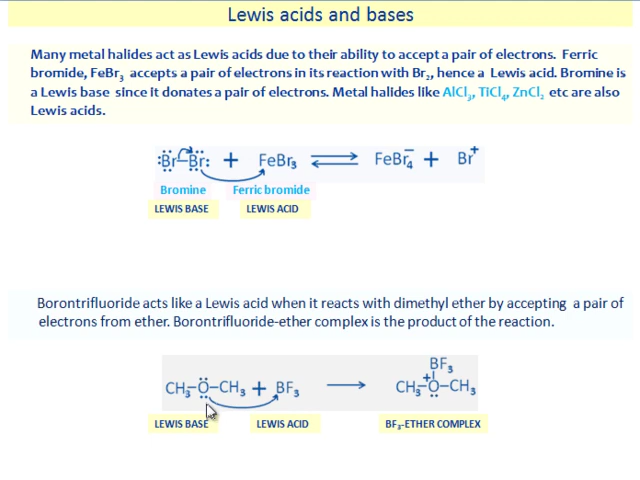 Lewis acids and bases
Many metal halides act as Lewis acids due to their ability to accept a pair of electrons. Ferric
bromide, FeBr₃ accepts a pair of electrons in its reaction with Br₂, hence a Lewis acid. Bromine is
a Lewis base since it donates a pair of electrons. Metal halides like AlCl₃, TiCl₄, ZnCl₂ etc are also
Lewis acids.
:Br–Br: + FeBr₃ ⇌ FeBr₄⁻ + Br⁺
Bromine Ferric bromide
LEWIS BASE LEWIS ACID
Borontrifluoride acts like a Lewis acid when it reacts with dimethyl ether by accepting a pair of
electrons from ether. Borontrifluoride-ether complex is the product of the reaction.
BF₃
CH₃–O–CH₃ + BF₃ → CH₃–O⁺–CH₃
LEWIS BASE LEWIS ACID BF₃-ETHER COMPLEX